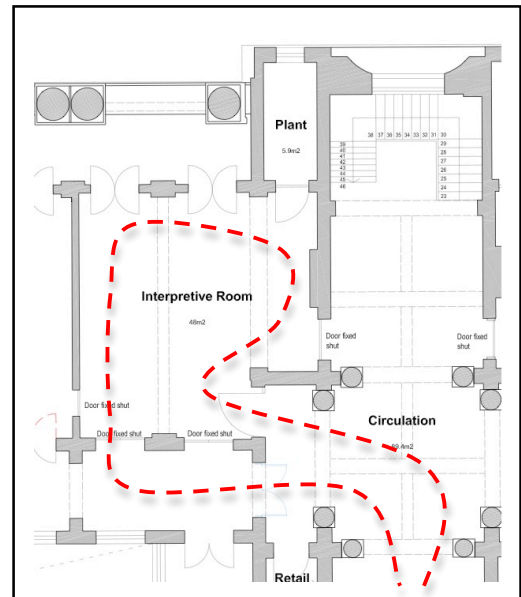 Plant
5.9m2
38 37 36 35 34 33 32 31 30
39
40
41
42
43
44
45
46
29
28
27
26
25
24
23
Interpretive Room
48m2
Door fixed
shut
Door fixed
shut
Door fixed shut
Door fixed shut
Door fixed shut
Circulation
89.4m2
Retail